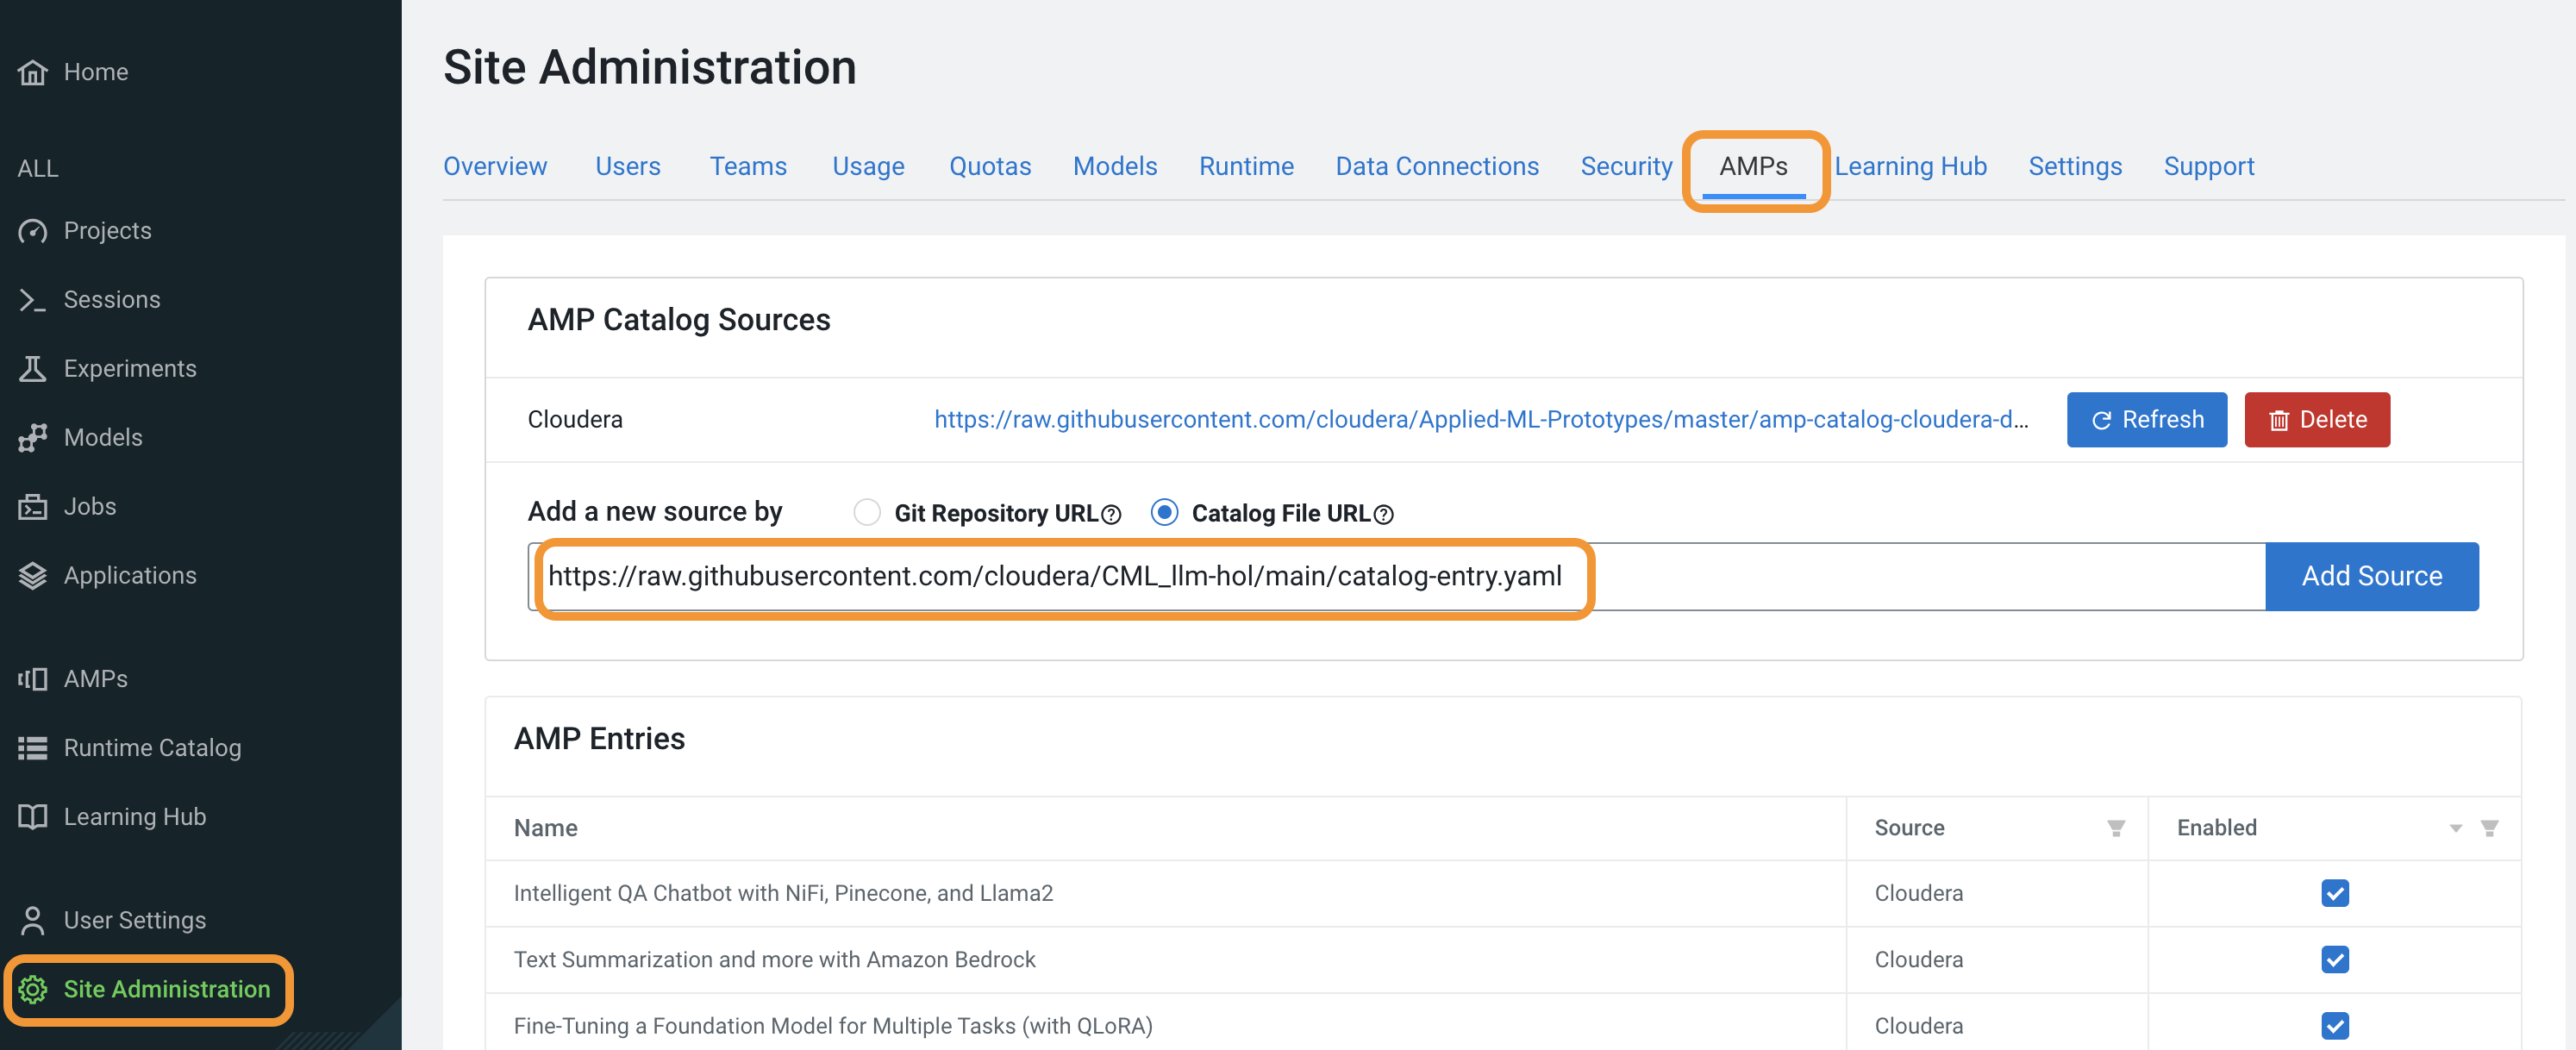 Home
ALL
Projects
Sessions
Experiments
Models
Jobs
Applications
AMPs
Runtime Catalog
Learning Hub
User Settings
Site Administration
Site Administration
Overview Users Teams Usage Quotas Models Runtime Data Connections Security AMPs Learning Hub Settings Support
AMP Catalog Sources
Cloudera https://raw.githubusercontent.com/cloudera/Applied-ML-Prototypes/master/amp-catalog-cloudera-d... Refresh Delete
Add a new source by Git Repository URL Catalog File URL
https://raw.githubusercontent.com/cloudera/CML_llm-hol/main/catalog-entry.yaml Add Source
AMP Entries
Name Source Enabled
Intelligent QA Chatbot with NiFi, Pinecone, and Llama2 Cloudera
Text Summarization and more with Amazon Bedrock Cloudera
Fine-Tuning a Foundation Model for Multiple Tasks (with QLoRA) Cloudera